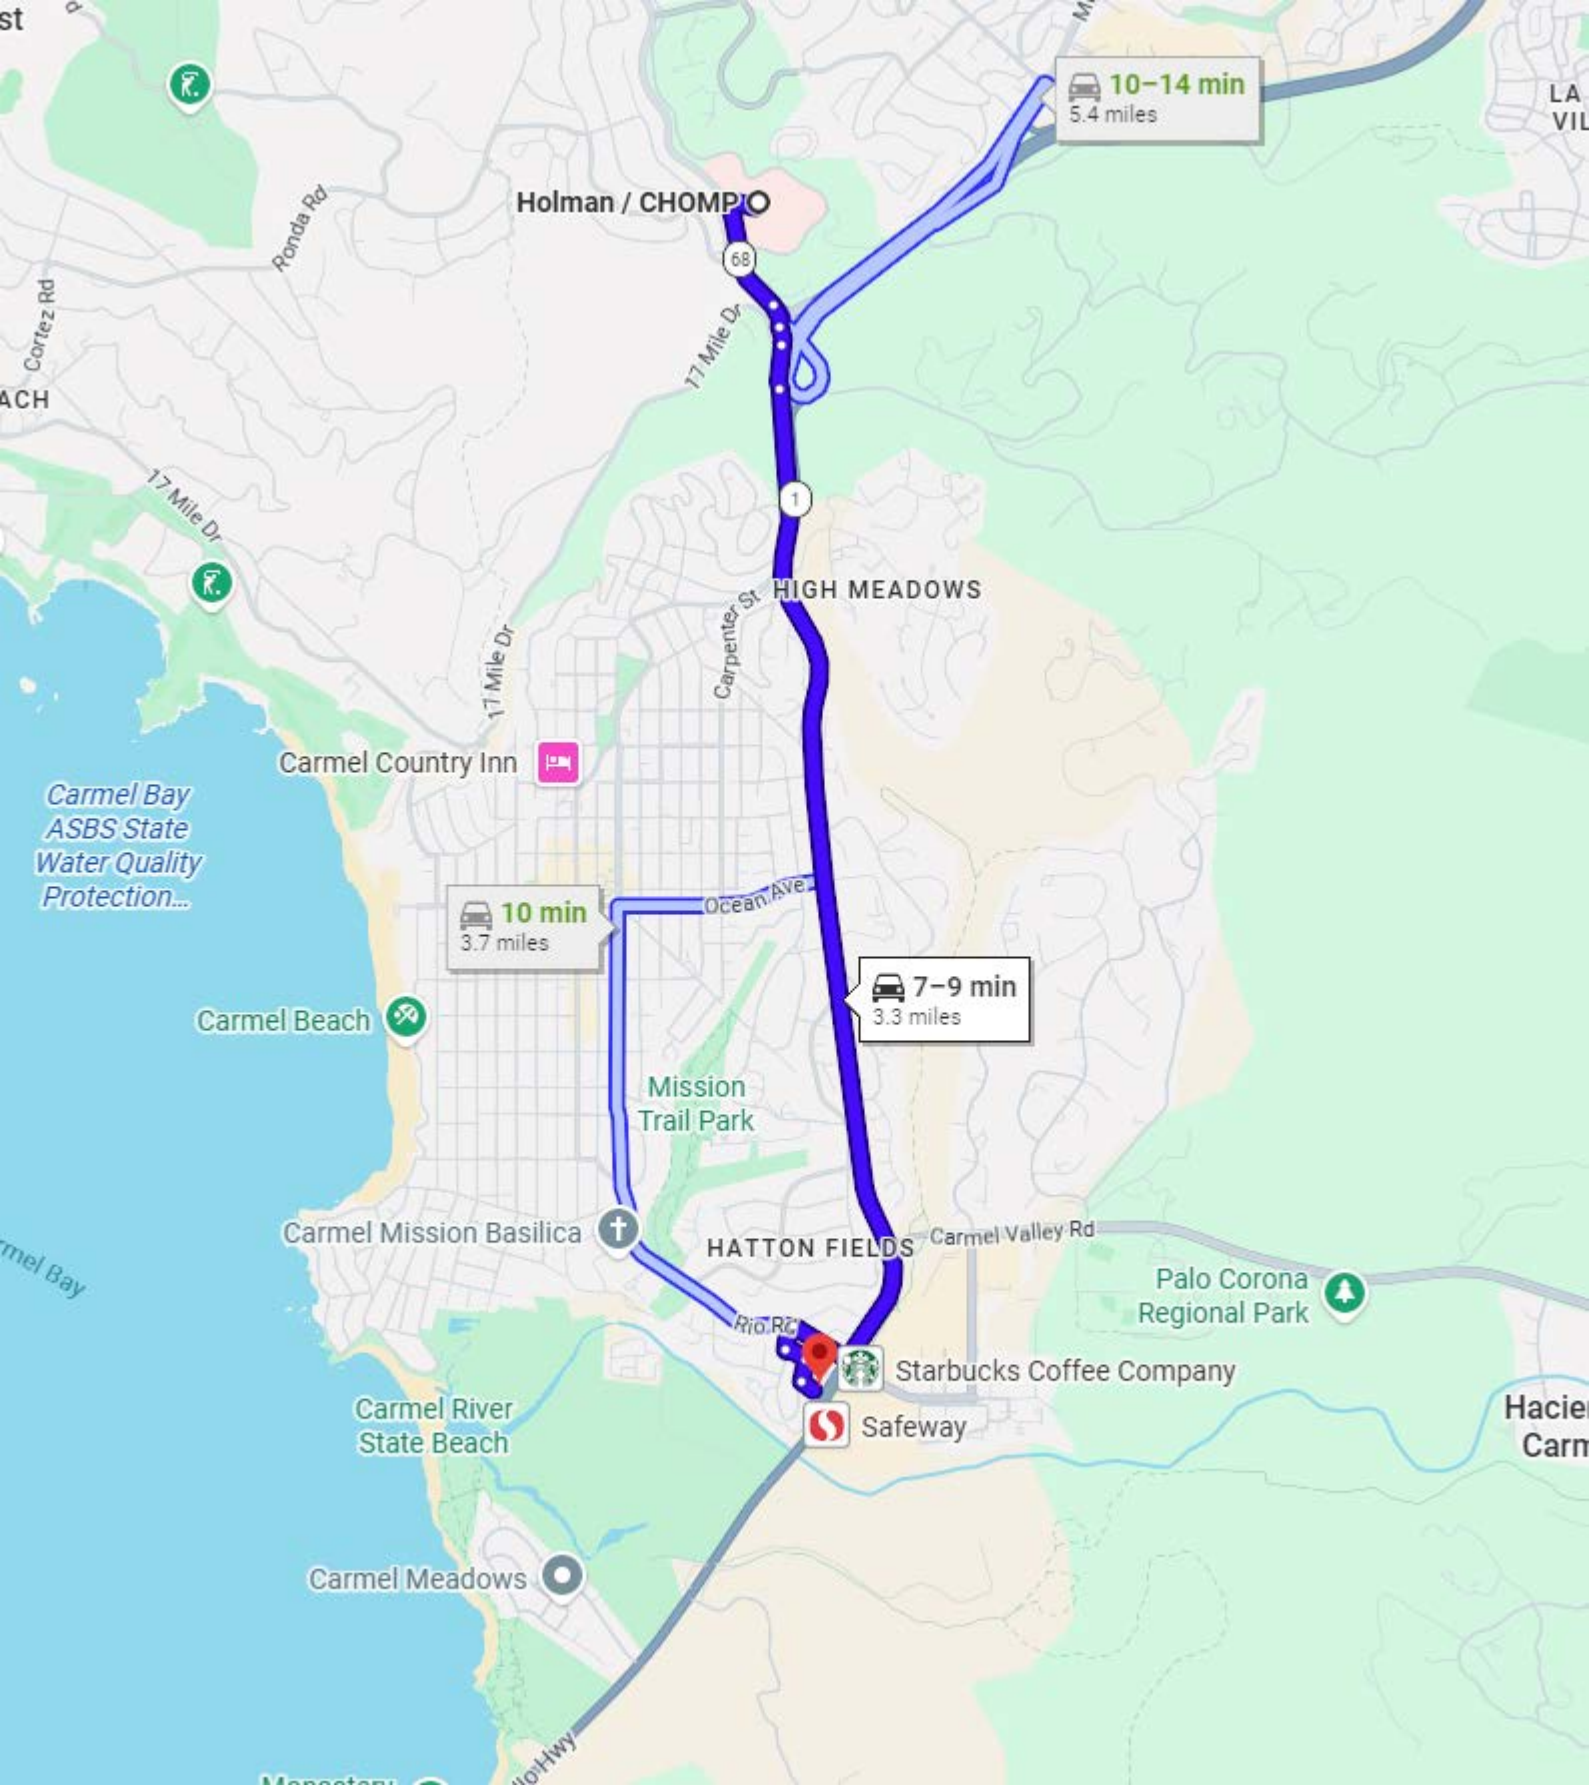 st
10–14 min
5.4 miles
LA
VIL
Holman / CHOMP
Ronda Rd
68
Cortez Rd
17 Mile Dr
ACH
17 Mile Dr
1
HIGH MEADOWS
Carpenter St
17 Mile Dr
Carmel Country Inn
Carmel Bay
ASBS State
Water Quality
Protection...
Ocean Ave
10 min
3.7 miles
7–9 min
3.3 miles
Carmel Beach
Mission
Trail Park
Carmel Mission Basilica
HATTON FIELDS
Carmel Valley Rd
rmel Bay
Palo Corona
Regional Park
Rio Rd
Starbucks Coffee Company
Carmel River
State Beach
Safeway
Hacie
Carm
Carmel Meadows
llo Hwy